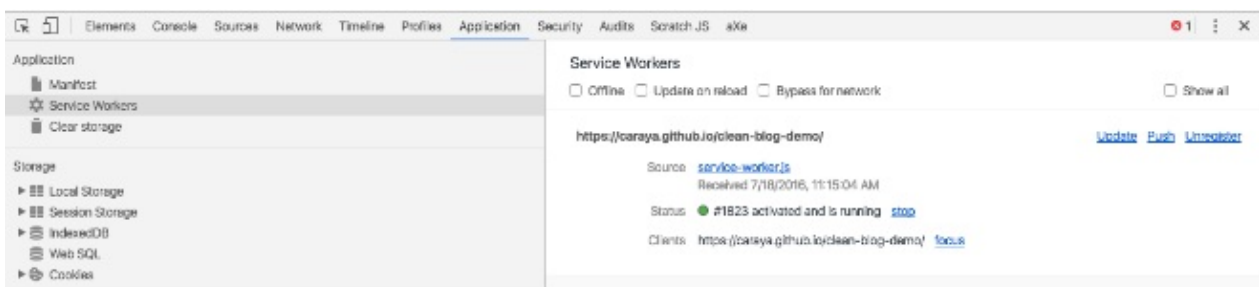 Elements Console Sources Network Timeline Profiles Application Security Audits Scratch JS aXe 1
Application
Manifest
Service Workers
Clear storage
Storage
Local Storage
Session Storage
IndexedDB
Web SQL
Cookies
Service Workers
Offline Update on reload Bypass for network Show all
https://caraya.github.io/clean-blog-demo/ Update Push Unregister
Source service-worker.js
Received 7/18/2016, 11:15:04 AM
Status #1823 activated and is running stop
Clients https://caraya.github.io/clean-blog-demo/ focus